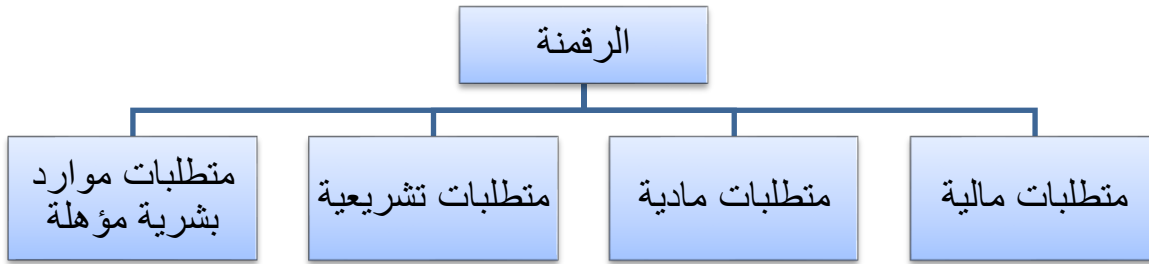 الرقمنة
متطلبات مالية
متطلبات مادية
متطلبات تشريعية
متطلبات موارد
بشرية مؤهلة